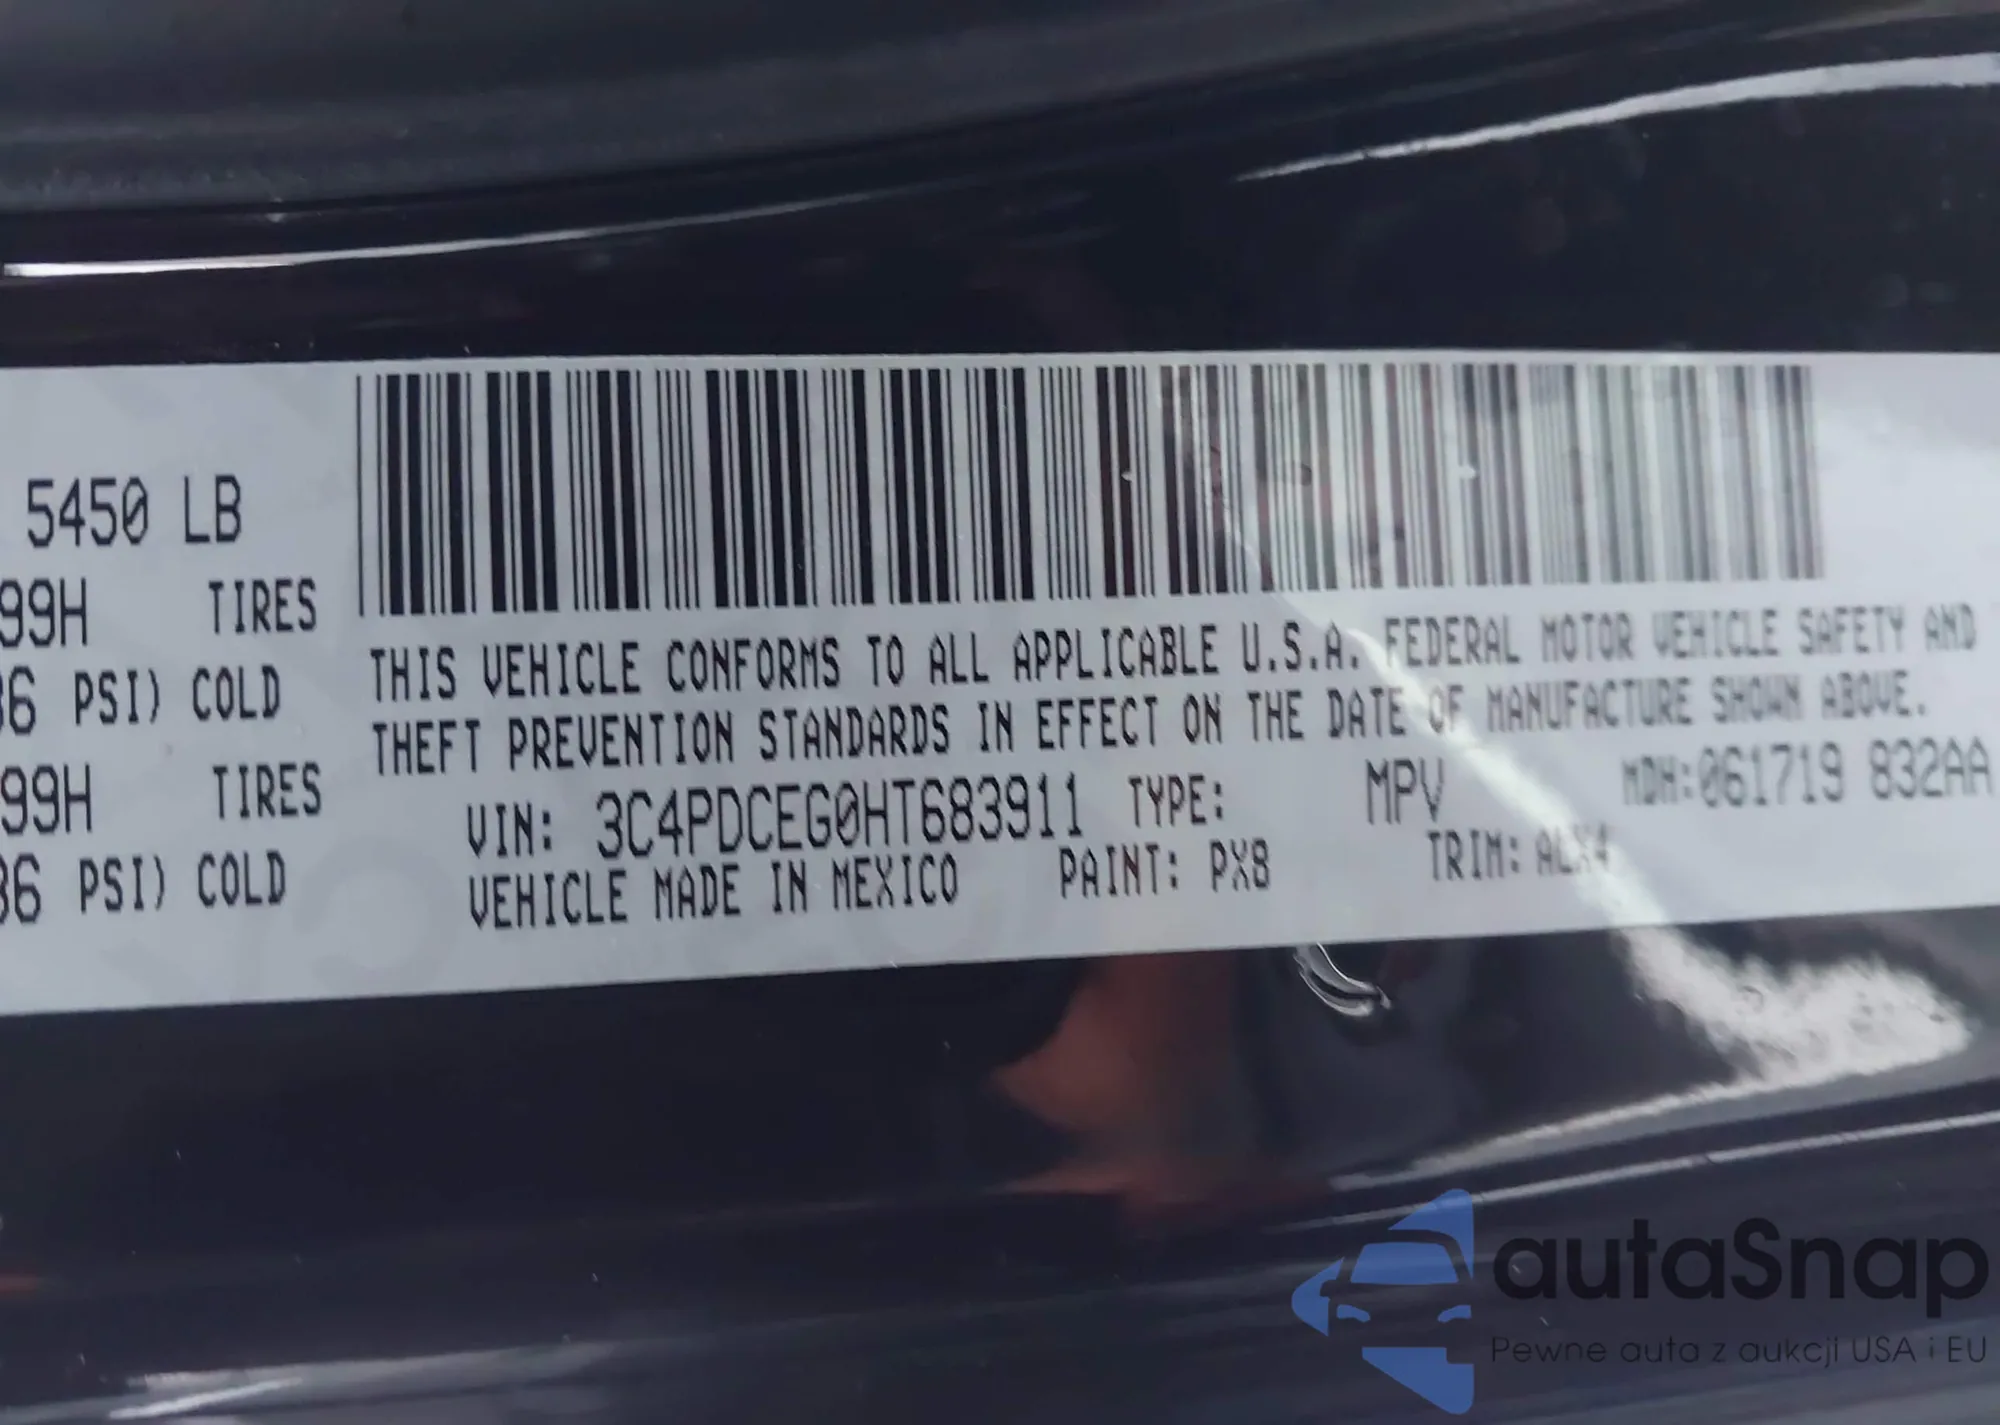 5450 LB
99H TIRES
36 PSI) COLD
99H TIRES
36 PSI) COLD
THIS VEHICLE CONFORMS TO ALL APPLICABLE U.S.A. FEDERAL MOTOR VEHICLE SAFETY AND
THEFT PREVENTION STANDARDS IN EFFECT ON THE DATE OF MANUFACTURE SHOWN ABOVE.
VIN: 3C4PDCEG0HT683911 TYPE: MPV MDH:061719 832AA
VEHICLE MADE IN MEXICO PAINT: PX8 TRIM: ALX4
autaSnap
Pewne auta z aukcji USA i EU